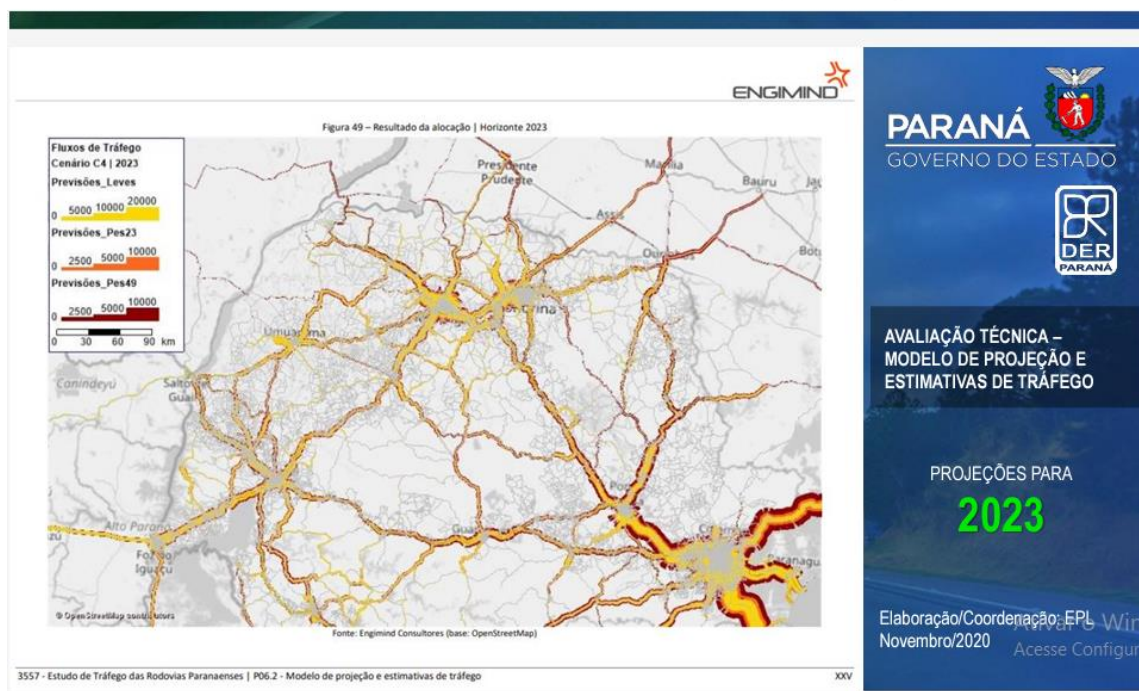 ENGIMIND
Figura 49 – Resultado da alocação | Horizonte 2023
Fluxos de Tráfego
Cenário C4 | 2023
Previsões_Leves
0 5000 10000 20000
Previsões_Pes23
0 2500 5000 10000
Previsões_Pes49
0 2500 5000 10000
0 30 60 90 km
Presidente
Prudente
Marília
Bauru
Assis
Umuarama
Canindeyú
Alto Paraná
Foz do
Iguaçu
© OpenStreetMap contributors
Fonte: Engimind Consultores (base: OpenStreetMap)
3557 - Estudo de Tráfego das Rodovias Paranaenses | P06.2 - Modelo de projeção e estimativas de tráfego
XXV
PARANÁ
GOVERNO DO ESTADO
DER
PARANÁ
AVALIAÇÃO TÉCNICA –
MODELO DE PROJEÇÃO E
ESTIMATIVAS DE TRÁFEGO
PROJEÇÕES PARA
2023
Elaboração/Coordenação: EPL
Novembro/2020
Acesse Configur